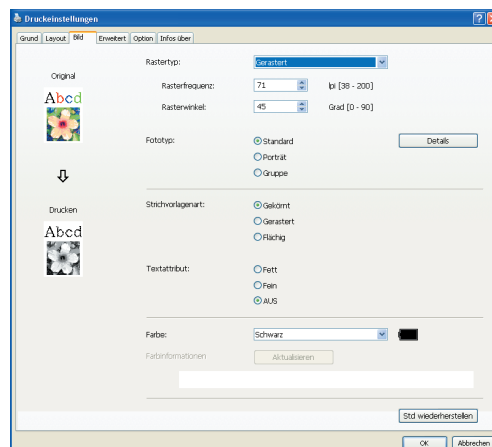 Druckeinstellungen
Grund Layout Bild Erweitert Option Infos über
Original
Abcd
Drucken
Abcd
Rastertyp: Gerastert
Rasterfrequenz: 71 lpi [38 - 200]
Rasterwinkel: 45 Grad [0 - 90]
Fototyp: Standard Details
Porträt
Gruppe
Strichvorlagenart: Gekörnt
Gerastert
Flächig
Textattribut: Fett
Fein
AUS
Farbe: Schwarz
Farbinformationen Aktualisieren
Std wiederherstellen
OK Abbrechen